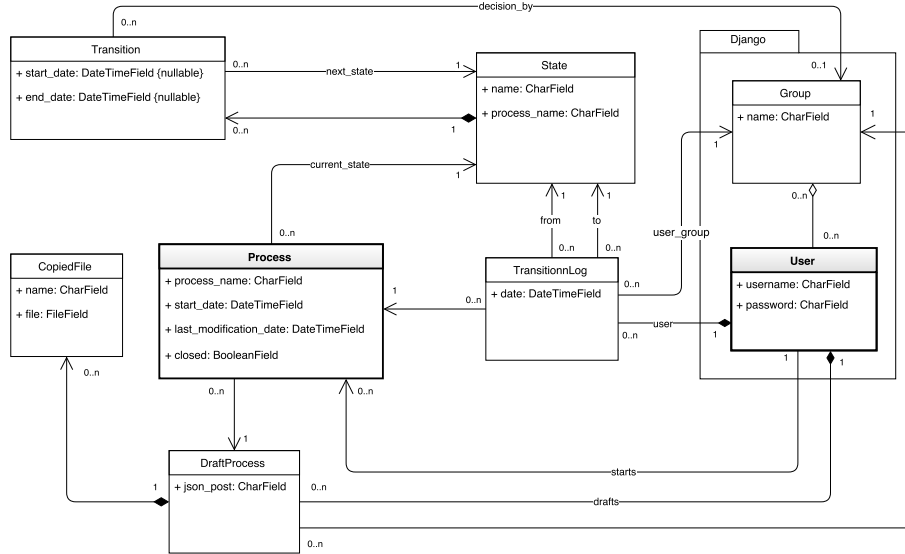 decision_by
0..n
Django
Transition
+ start_date: DateTimeField {nullable}
+ end_date: DateTimeField {nullable}
0..n
next_state
1
0..n
1
State
+ name: CharField
+ process_name: CharField
0..1
Group
+ name: CharField
1
1
current_state
1
0..n
1
1
from
to
0..n
0..n
0..n
0..n
user_group
Process
+ process_name: CharField
+ start_date: DateTimeField
+ last_modification_date: DateTimeField
+ closed: BooleanField
CopiedFile
+ name: CharField
+ file: FileField
TransitionnLog
+ date: DateTimeField
1
0..n
0..n
user
0..n
1
User
+ username: CharField
+ password: CharField
1
1
0..n
0..n
0..n
1
DraftProcess
+ json_post: CharField
1
0..n
starts
drafts
0..n